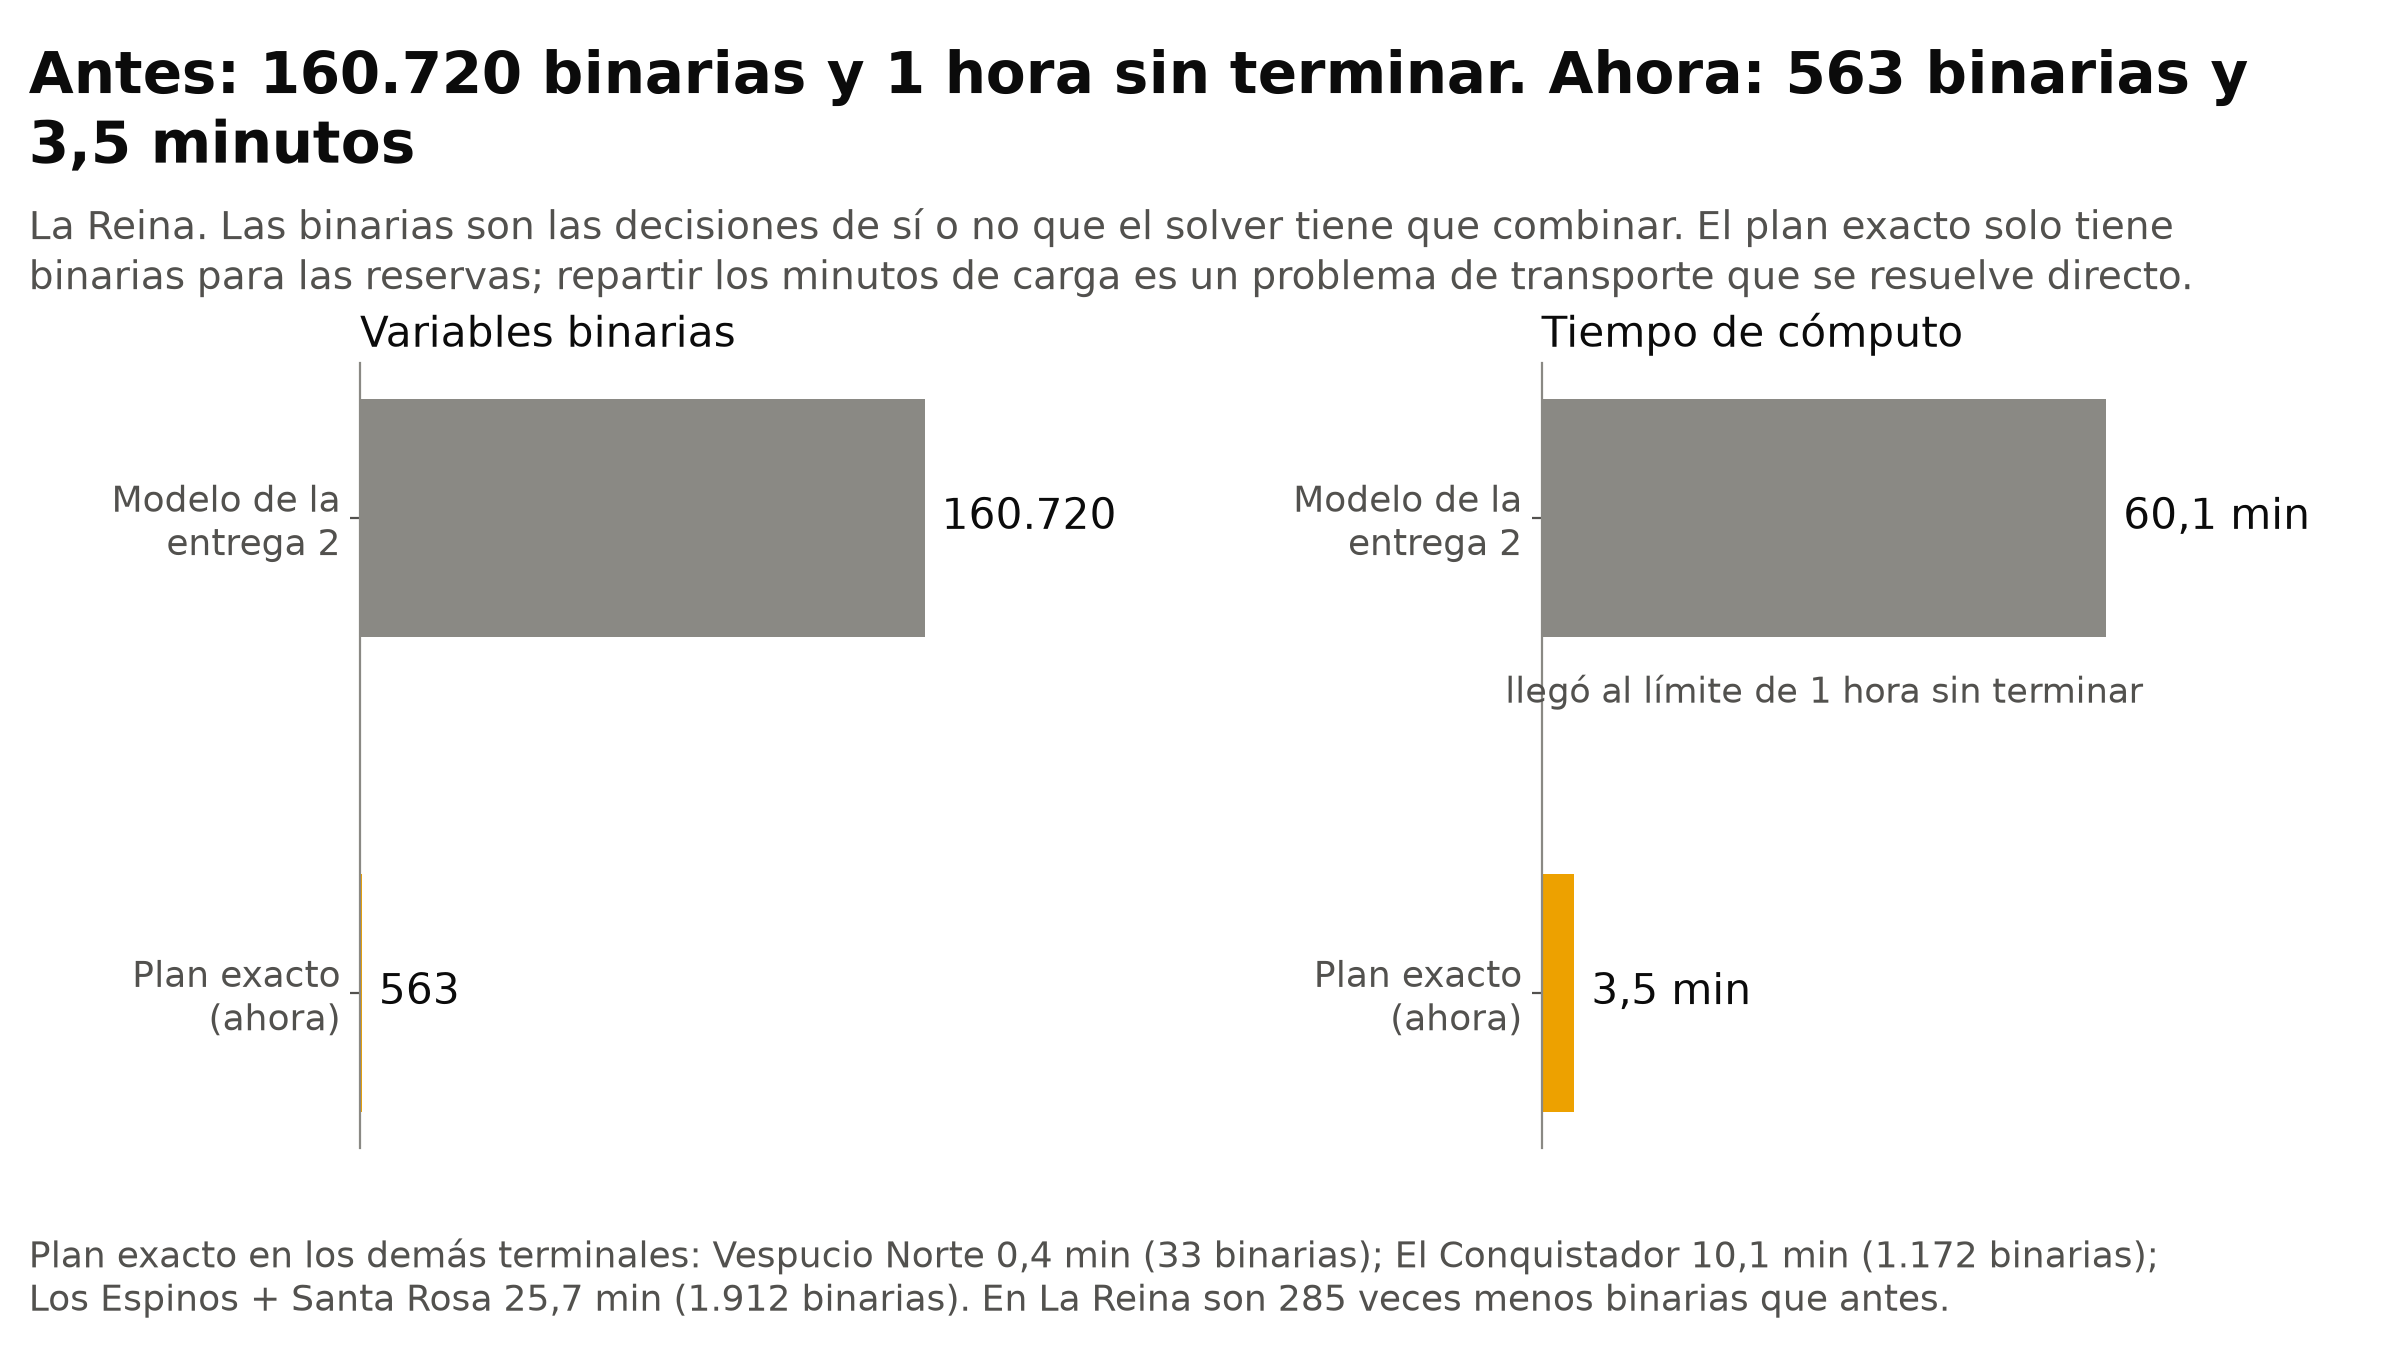 Antes: 160.720 binarias y 1 hora sin terminar. Ahora: 563 binarias y
3,5 minutos
La Reina. Las binarias son las decisiones de sí o no que el solver tiene que combinar. El plan exacto solo tiene
binarias para las reservas; repartir los minutos de carga es un problema de transporte que se resuelve directo.
Variables binarias
Modelo de la
entrega 2
160.720
Plan exacto
(ahora)
563
Tiempo de cómputo
Modelo de la
entrega 2
60,1 min
llegó al límite de 1 hora sin terminar
Plan exacto
(ahora)
3,5 min
Plan exacto en los demás terminales: Vespucio Norte 0,4 min (33 binarias); El Conquistador 10,1 min (1.172 binarias);
Los Espinos + Santa Rosa 25,7 min (1.912 binarias). En La Reina son 285 veces menos binarias que antes.